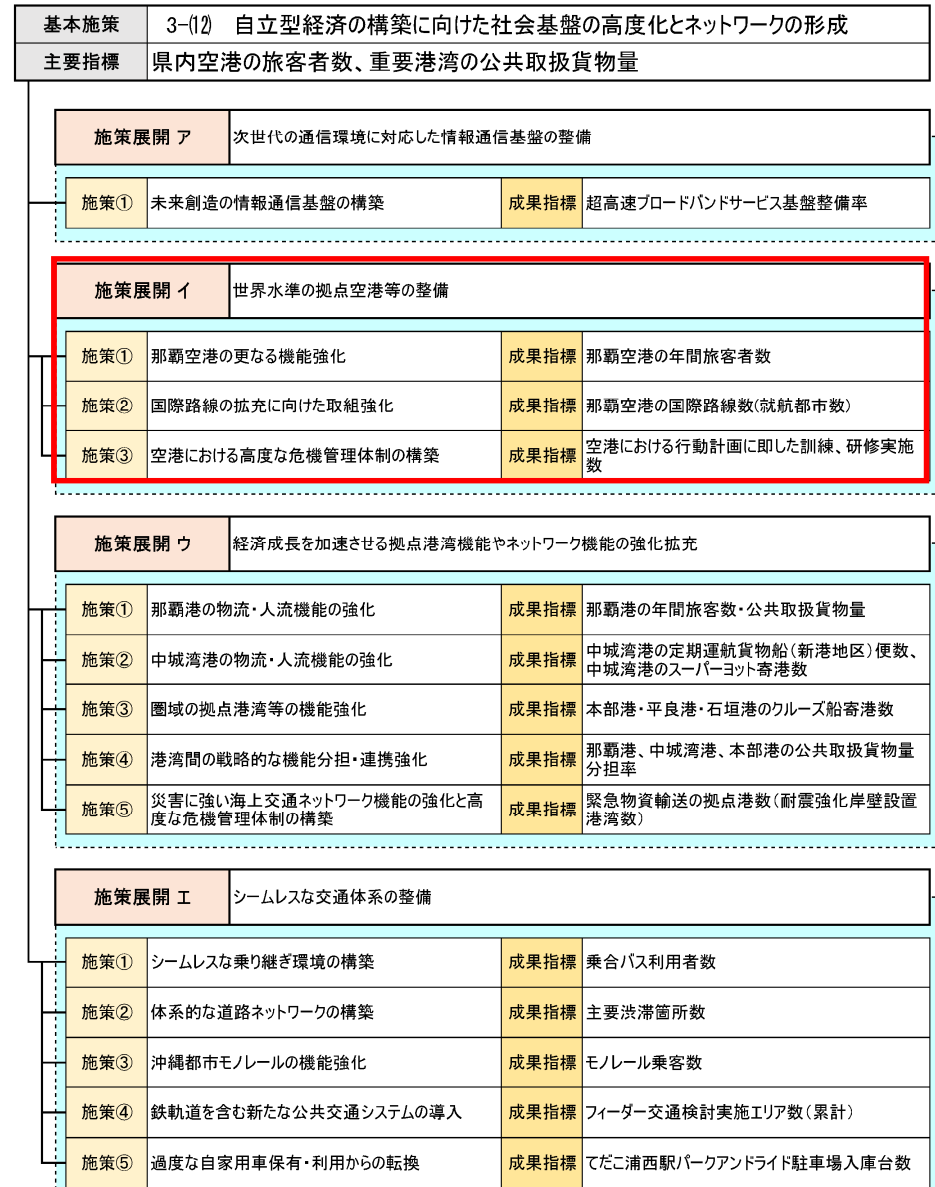 基本施策 3-⑿ 自立型経済の構築に向けた社会基盤の高度化とネットワークの形成
主要指標 県内空港の旅客者数、重要港湾の公共取扱貨物量
施策展開 ア 次世代の通信環境に対応した情報通信基盤の整備
施策① 未来創造の情報通信基盤の構築 成果指標 超高速ブロードバンドサービス基盤整備率
施策展開 イ 世界水準の拠点空港等の整備
施策① 那覇空港の更なる機能強化 成果指標 那覇空港の年間旅客者数
施策② 国際路線の拡充に向けた取組強化 成果指標 那覇空港の国際路線数(就航都市数)
施策③ 空港における高度な危機管理体制の構築 成果指標 空港における行動計画に即した訓練、研修実施
数
施策展開 ウ 経済成長を加速させる拠点港湾機能やネットワーク機能の強化拡充
施策① 那覇港の物流・人流機能の強化 成果指標 那覇港の年間旅客数・公共取扱貨物量
施策② 中城湾港の物流・人流機能の強化 成果指標 中城湾港の定期運航貨物船(新港地区)便数、
中城湾港のスーパーヨット寄港数
施策③ 圏域の拠点港湾等の機能強化 成果指標 本部港・平良港・石垣港のクルーズ船寄港数
施策④ 港湾間の戦略的な機能分担・連携強化 成果指標 那覇港、中城湾港、本部港の公共取扱貨物量
分担率
施策⑤ 災害に強い海上交通ネットワーク機能の強化と高
度な危機管理体制の構築 成果指標 緊急物資輸送の拠点港数(耐震強化岸壁設置
港湾数)
施策展開 エ シームレスな交通体系の整備
施策① シームレスな乗り継ぎ環境の構築 成果指標 乗合バス利用者数
施策② 体系的な道路ネットワークの構築 成果指標 主要渋滞箇所数
施策③ 沖縄都市モノレールの機能強化 成果指標 モノレール乗客数
施策④ 鉄軌道を含む新たな公共交通システムの導入 成果指標 フィーダー交通検討実施エリア数(累計)
施策⑤ 過度な自家用車保有・利用からの転換 成果指標 てだこ浦西駅パークアンドライド駐車場入庫台数